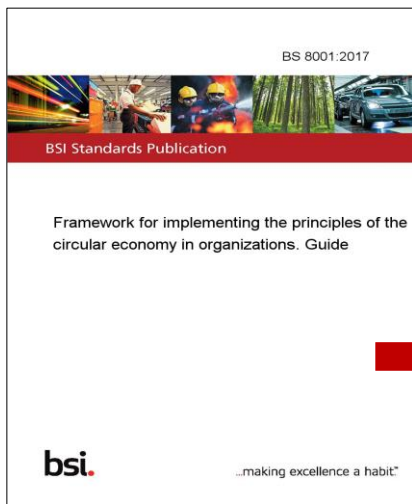 BS 8001:2017
BSI Standards Publication
Framework for implementing the principles of the
circular economy in organizations. Guide
bsi.
...making excellence a habit.™